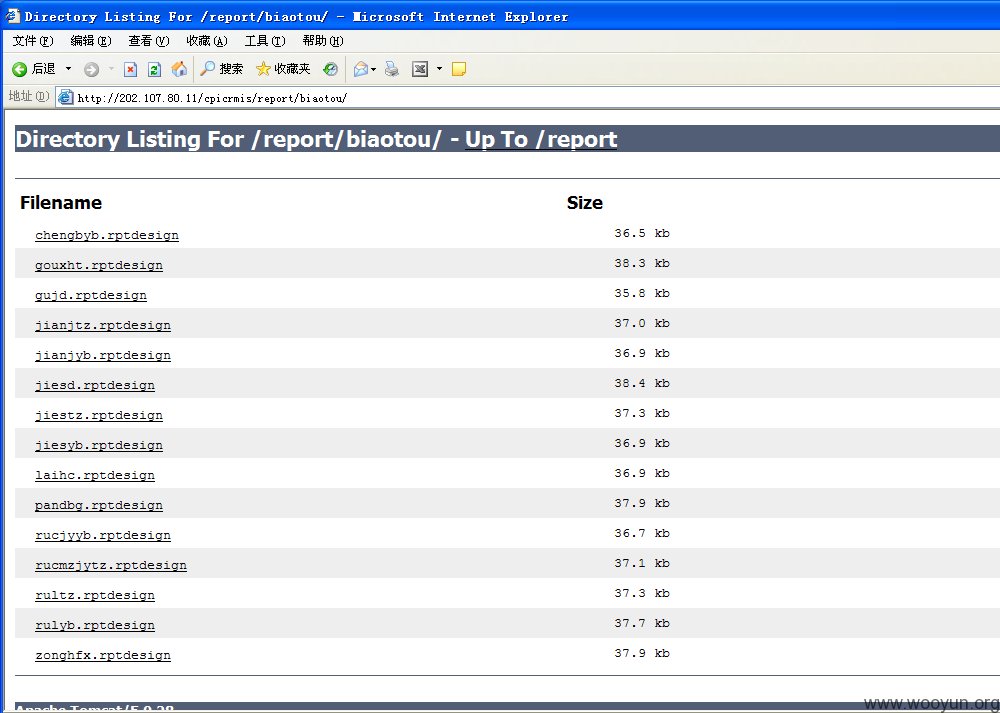 Directory Listing For /report/biaotou/ - Microsoft Internet Explorer
文件(F) 编辑(E) 查看(V) 收藏(A) 工具(T) 帮助(H)
后退 搜索 收藏夹
地址(D) http://202.107.80.11/cpicrmis/report/biaotou/
Directory Listing For /report/biaotou/ - Up To /report
Filename Size
chengbyb.rptdesign 36.5 kb
gouxht.rptdesign 38.3 kb
gujd.rptdesign 35.8 kb
jianjtz.rptdesign 37.0 kb
jianjyb.rptdesign 36.9 kb
jiesd.rptdesign 38.4 kb
jiestz.rptdesign 37.3 kb
jiesyb.rptdesign 36.9 kb
laihc.rptdesign 36.9 kb
pandbg.rptdesign 37.9 kb
rucjyyb.rptdesign 36.7 kb
rucmzjytz.rptdesign 37.1 kb
rultz.rptdesign 37.3 kb
rulyb.rptdesign 37.7 kb
zonghfx.rptdesign 37.9 kb
Apache Tomcat/5.0.28
www.wooyun.org